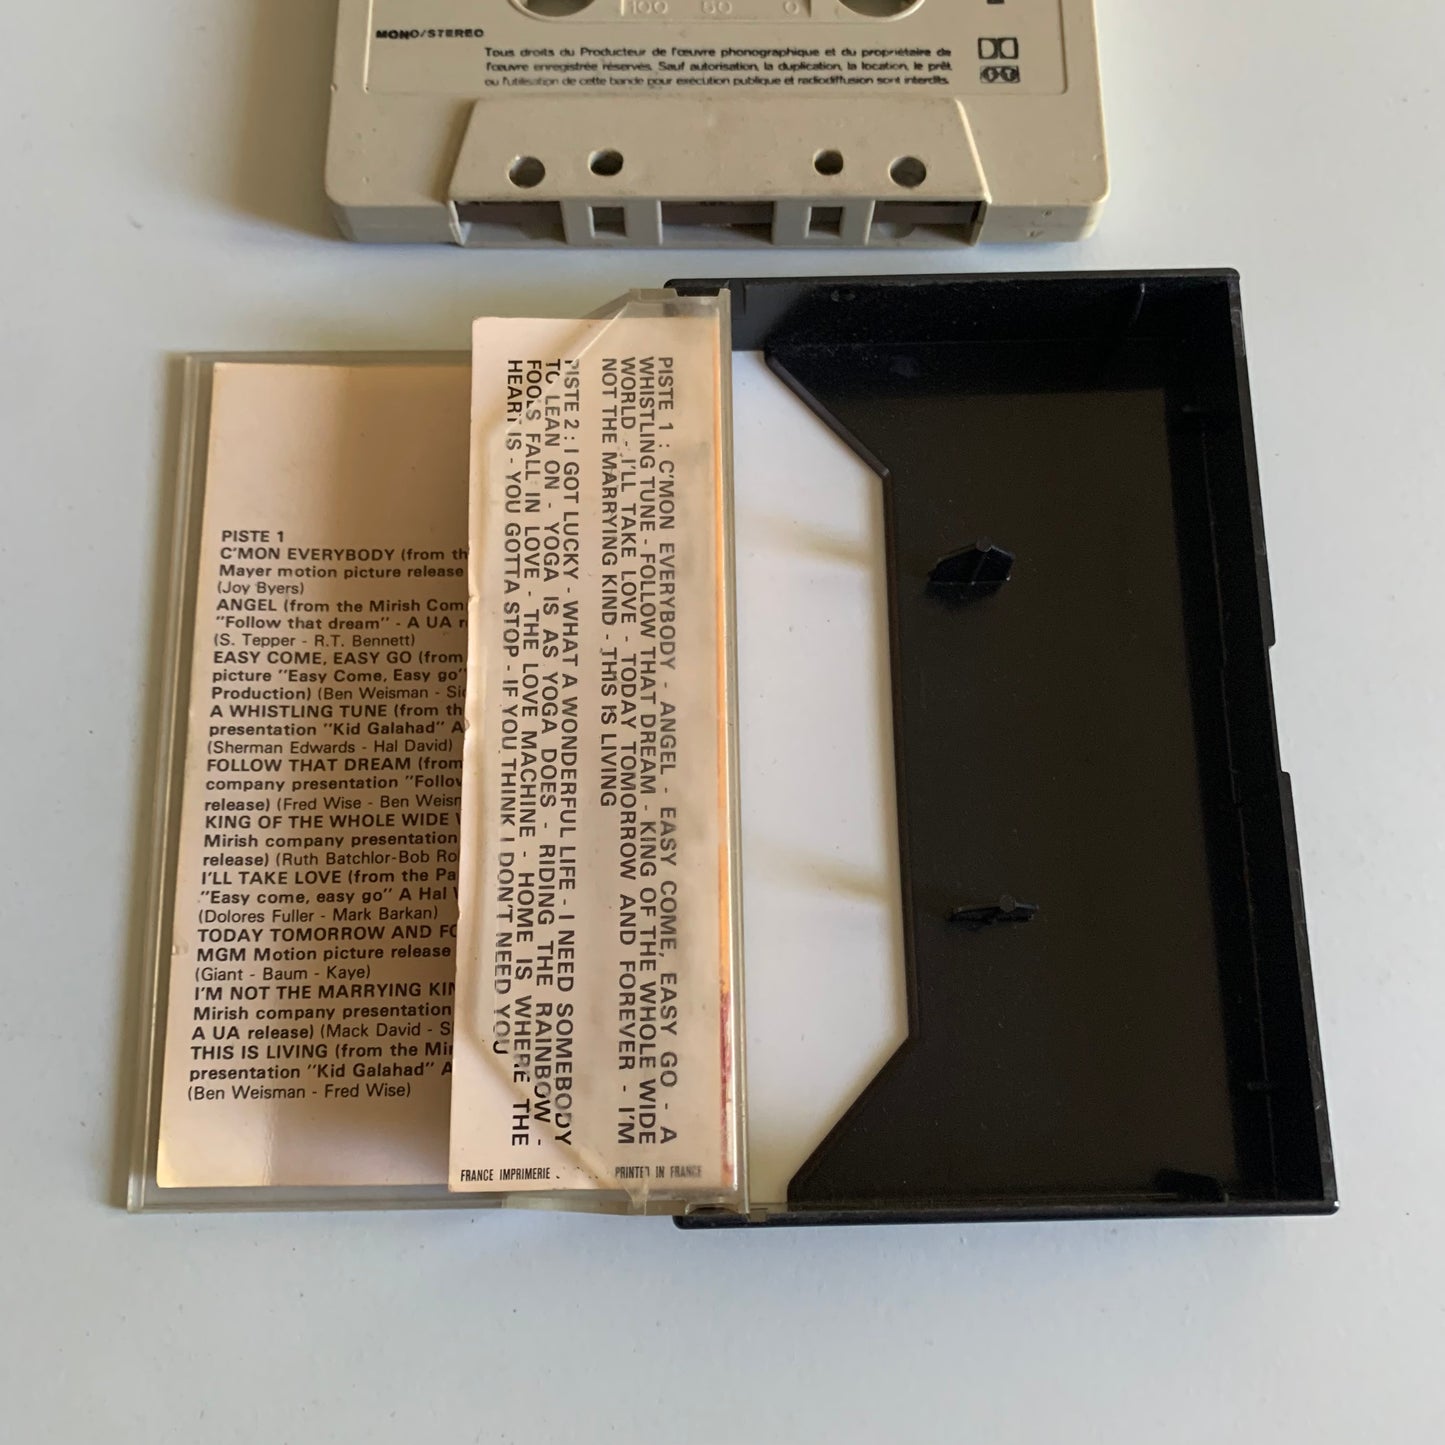 100 50 0
MONO/STEREO
Tous droits du Producteur de l'œuvre phonographique et du propriétaire de
l'œuvre enregistrée réservés. Sauf autorisation, la duplication, la location, le prêt
ou l'utilisation de cette bande pour exécution publique et radiodiffusion sont interdits.
PISTE 1
C'MON EVERYBODY (from th
Mayer motion picture release
(Joy Byers)
ANGEL (from the Mirish Com
"Follow that dream" - A UA r
(S. Tepper - R.T. Bennett)
EASY COME, EASY GO (from
picture "Easy Come, Easy go"
Production) (Ben Weisman - Si
A WHISTLING TUNE (from th
presentation "Kid Galahad" A
(Sherman Edwards - Hal David)
FOLLOW THAT DREAM (from
company presentation "Follow
release) (Fred Wise - Ben Weism
KING OF THE WHOLE WIDE
Mirish company presentation
release) (Ruth Batchlor-Bob Ro
I'LL TAKE LOVE (from the Pa
"Easy come, easy go" A Hal
(Dolores Fuller - Mark Barkan)
TODAY TOMORROW AND FO
MGM Motion picture release
(Giant - Baum - Kaye)
I'M NOT THE MARRYING KIN
Mirish company presentation
A UA release) (Mack David - S
THIS IS LIVING (from the Mir
presentation "Kid Galahad" A
(Ben Weisman - Fred Wise)
PISTE 1 : C'MON EVERYBODY - ANGEL - EASY COME, EASY GO - A
WHISTLING TUNE - FOLLOW THAT DREAM - KING OF THE WHOLE WIDE
WORLD - I'LL TAKE LOVE - TODAY TOMORROW AND FOREVER - I'M
NOT THE MARRYING KIND - THIS IS LIVING
PISTE 2 : I GOT LUCKY - WHAT A WONDERFUL LIFE - I NEED SOMEBODY
TO LEAN ON - YOGA IS AS YOGA DOES - RIDING THE RAINBOW -
FOOLS FALL IN LOVE - THE LOVE MACHINE - HOME IS WHERE THE
HEART IS - YOU GOTTA STOP - IF YOU THINK I DON'T NEED YOU
FRANCE IMPRIMERIE PRINTED IN FRANCE